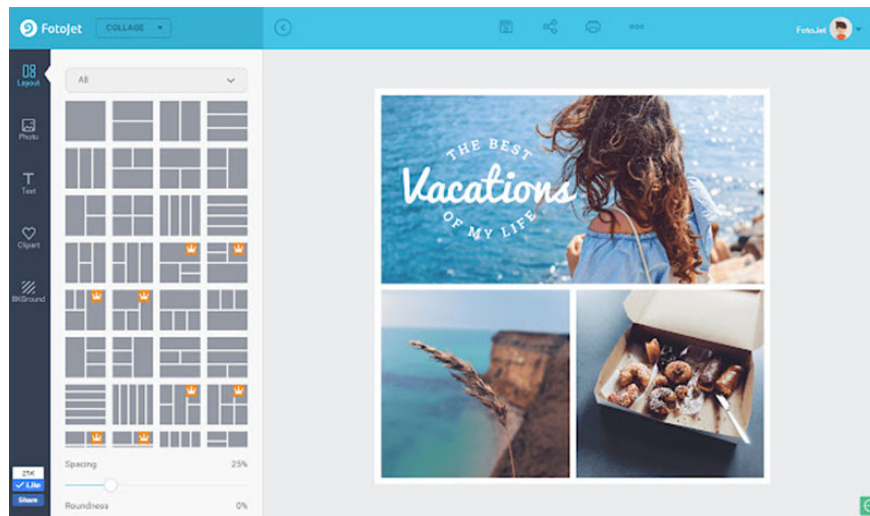 FotoJet
COLLAGE
FotoJet
Layout
All
Photo
Text
Clipart
BKGround
THE BEST
Vacations
OF MY LIFE
Spacing
25%
Like
Share
Roundness
0%